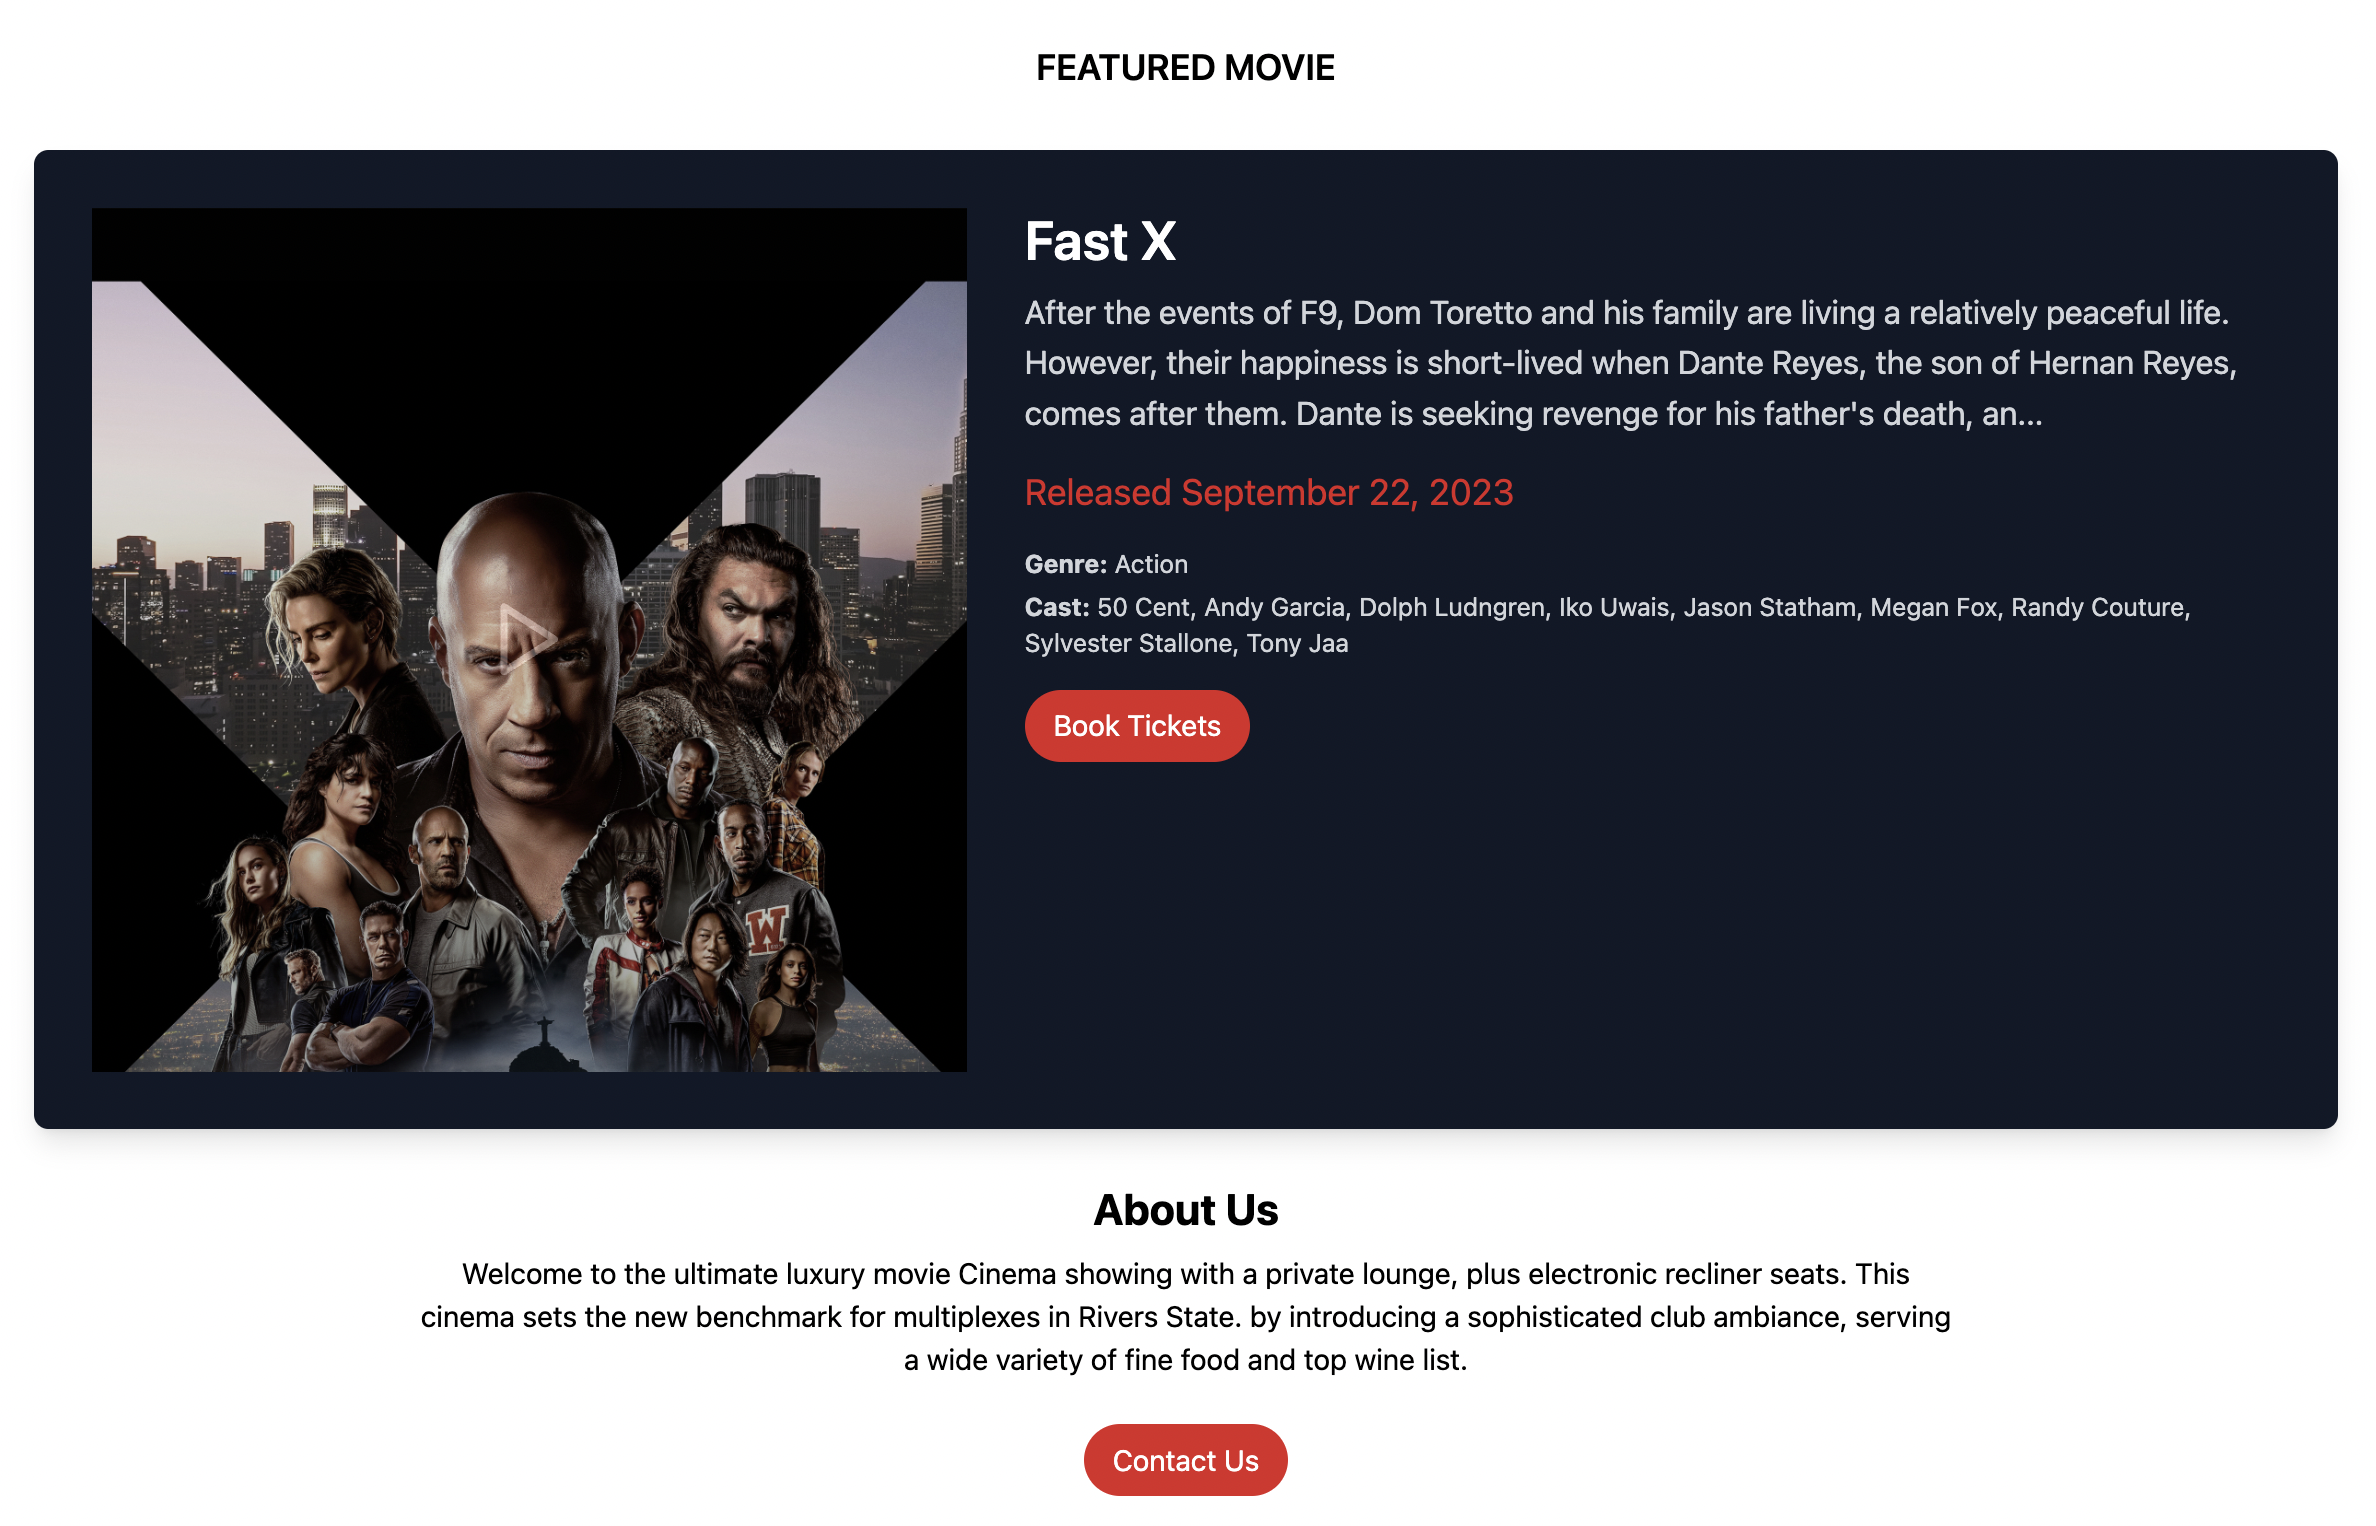 FEATURED MOVIE
Fast X
After the events of F9, Dom Toretto and his family are living a relatively peaceful life.
However, their happiness is short-lived when Dante Reyes, the son of Hernan Reyes,
comes after them. Dante is seeking revenge for his father's death, an...
Released September 22, 2023
Genre: Action
Cast: 50 Cent, Andy Garcia, Dolph Ludngren, Iko Uwais, Jason Statham, Megan Fox, Randy Couture,
Sylvester Stallone, Tony Jaa
Book Tickets
W
About Us
Welcome to the ultimate luxury movie Cinema showing with a private lounge, plus electronic recliner seats. This
cinema sets the new benchmark for multiplexes in Rivers State. by introducing a sophisticated club ambiance, serving
a wide variety of fine food and top wine list.
Contact Us